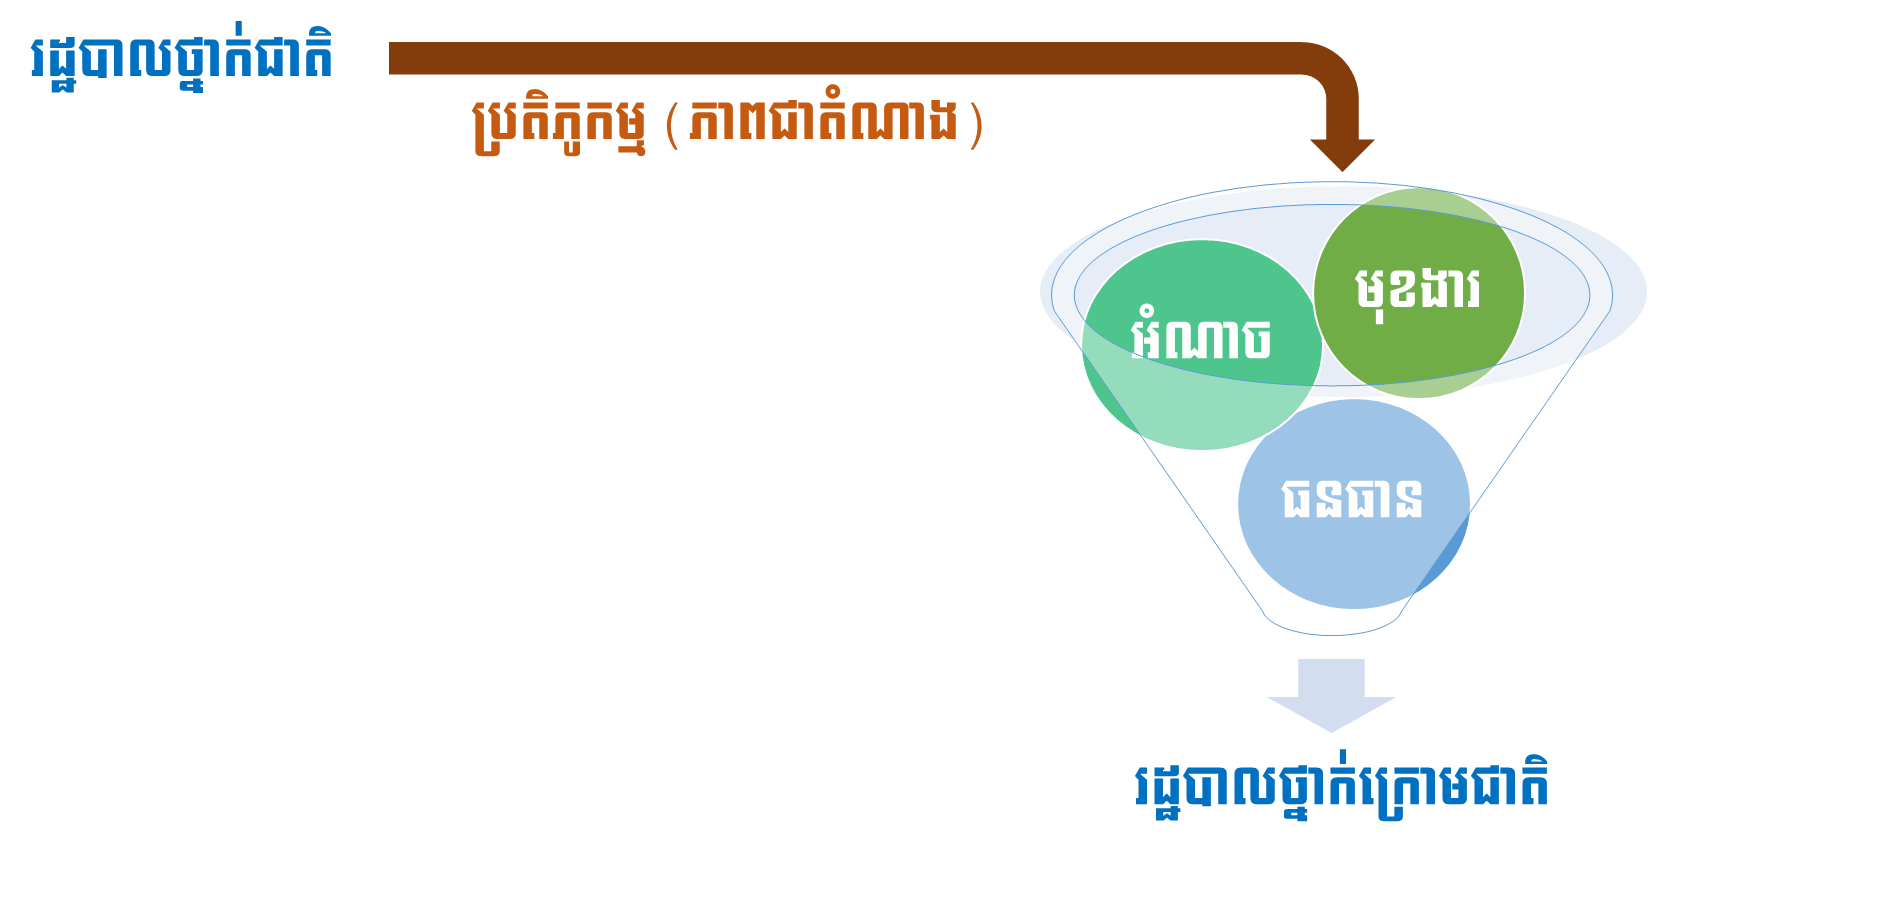 រដ្ឋបាលថ្នាក់ជាតិ
ប្រតិភូកម្ម (ភាពជាតំណាង)
មុខងារ
អំណាច
ធនធាន
រដ្ឋបាលថ្នាក់ក្រោមជាតិ